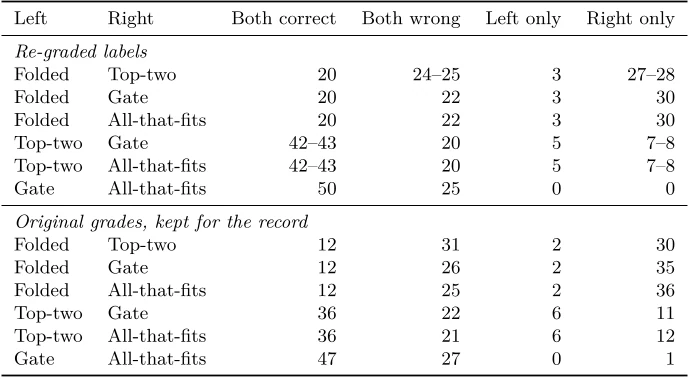 Left Right Both correct Both wrong Left only Right only
Re-graded labels
Folded Top-two 20 24–25 3 27–28
Folded Gate 20 22 3 30
Folded All-that-fits 20 22 3 30
Top-two Gate 42–43 20 5 7–8
Top-two All-that-fits 42–43 20 5 7–8
Gate All-that-fits 50 25 0 0
Original grades, kept for the record
Folded Top-two 12 31 2 30
Folded Gate 12 26 2 35
Folded All-that-fits 12 25 2 36
Top-two Gate 36 22 6 11
Top-two All-that-fits 36 21 6 12
Gate All-that-fits 47 27 0 1